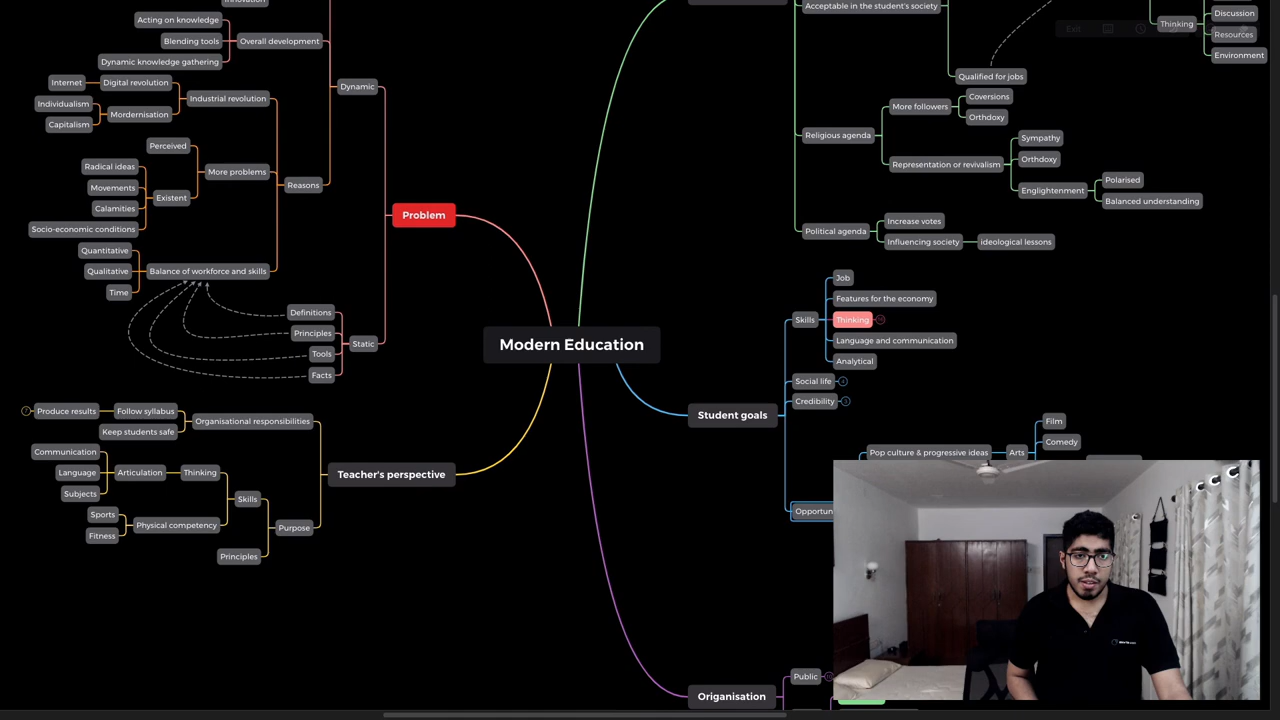 Innovation
Acting on knowledge
Blending tools
Dynamic knowledge gathering
Overall development
Internet
Digital revolution
Individualism
Capitalism
Mordernisation
Industrial revolution
Dynamic
Perceived
Radical ideas
Movements
Calamities
Socio-economic conditions
Existent
More problems
Reasons
Quantitative
Qualitative
Time
Balance of workforce and skills
Problem
Definitions
Principles
Tools
Facts
Static
Modern Education
Produce results
Follow syllabus
Keep students safe
Organisational responsibilities
Communication
Language
Subjects
Articulation
Thinking
Skills
Sports
Fitness
Physical competency
Purpose
Principles
Teacher's perspective
Acceptable in the student's society
Thinking
Discussion
Resources
Environment
Exit
Qualified for jobs
Religious agenda
More followers
Coversions
Orthdoxy
Representation or revivalism
Sympathy
Orthdoxy
Englightenment
Polarised
Balanced understanding
Political agenda
Increase votes
Influencing society
ideological lessons
Student goals
Skills
Job
Features for the economy
Thinking
Language and communication
Analytical
Social life
Credibility
Pop culture & progressive ideas
Arts
Film
Comedy
Opportun
Origanisation
Public